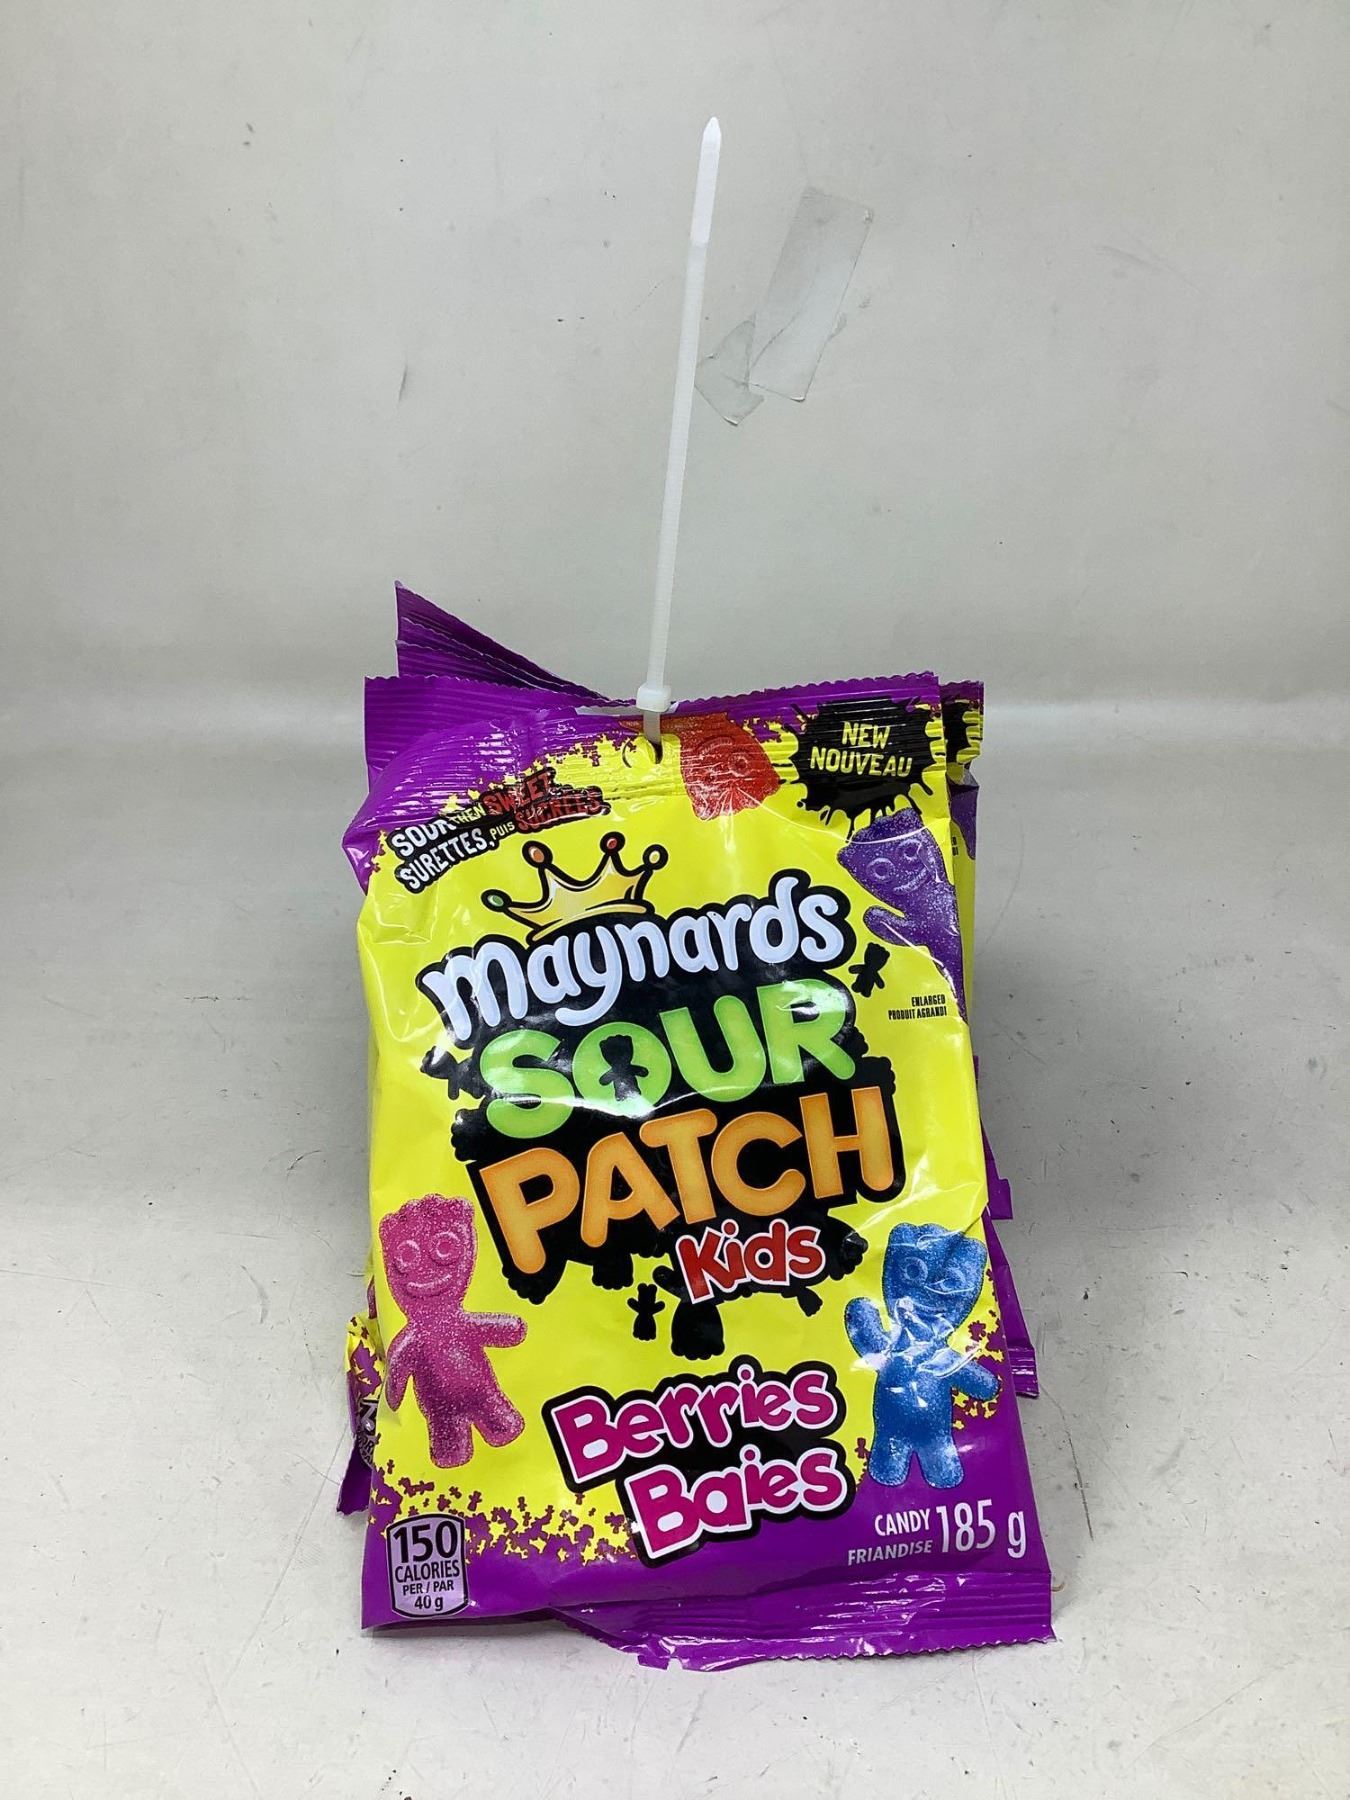 NEW
NOUVEAU
SOUR THEN SWEET
SURETTES, PUIS SUCRÉES
maynards
SOUR
PATCH
Kids
ENLARGED
PRODUIT AGRANDI
Berries
Baies
150
CALORIES
PER / PAR
40 g
CANDY 185 g
FRIANDISE